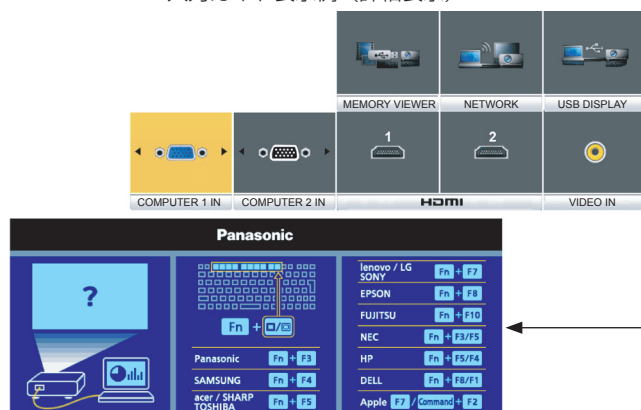 MEMORY VIEWER NETWORK USB DISPLAY
1 2
COMPUTER 1 IN COMPUTER 2 IN HDMI VIDEO IN
Panasonic
?
Fn +
Panasonic Fn + F3
SAMSUNG Fn + F4
acer / SHARP
TOSHIBA Fn + F5
lenovo / LG
SONY Fn + F7
EPSON Fn + F8
FUJITSU Fn + F10
NEC Fn + F3/F5
HP Fn + F5/F4
DELL Fn + F8/F1
Apple F7 / Command + F2